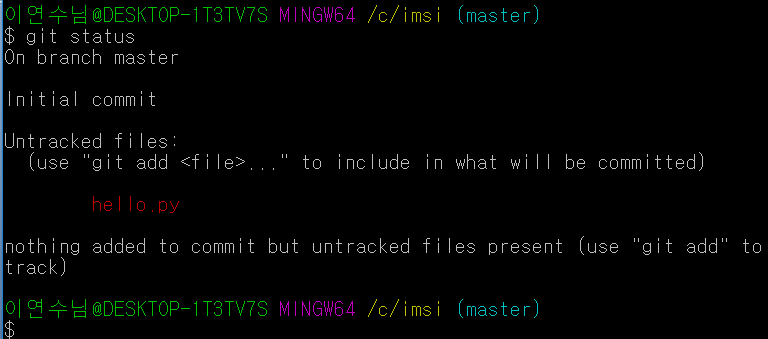 이연수님@DESKTOP-1T3TV7S MINGW64 /c/imsi (master)
$ git status
On branch master

Initial commit

Untracked files:
  (use "git add <file>..." to include in what will be committed)

        hello.py

nothing added to commit but untracked files present (use "git add" to
track)

이연수님@DESKTOP-1T3TV7S MINGW64 /c/imsi (master)
$